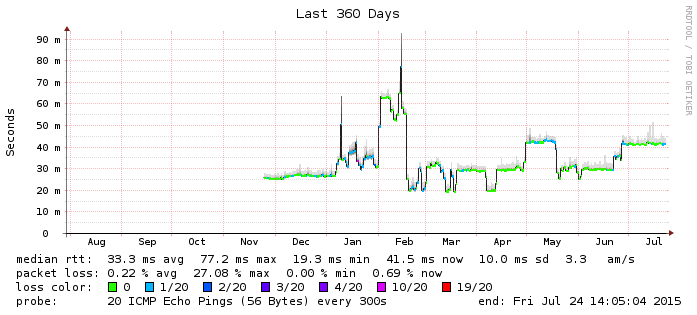 Last 360 Days
RRDTOOL / TOBI OETIKER
Seconds
90 m
80 m
70 m
60 m
50 m
40 m
30 m
20 m
10 m
0
Aug Sep Oct Nov Dec Jan Feb Mar Apr May Jun Jul
median rtt: 33.3 ms avg 77.2 ms max 19.3 ms min 41.5 ms now 10.0 ms sd 3.3 am/s
packet loss: 0.22 % avg 27.08 % max 0.00 % min 0.69 % now
loss color: 0 1/20 2/20 3/20 4/20 10/20 19/20
probe: 20 ICMP Echo Pings (56 Bytes) every 300s end: Fri Jul 24 14:05:04 2015